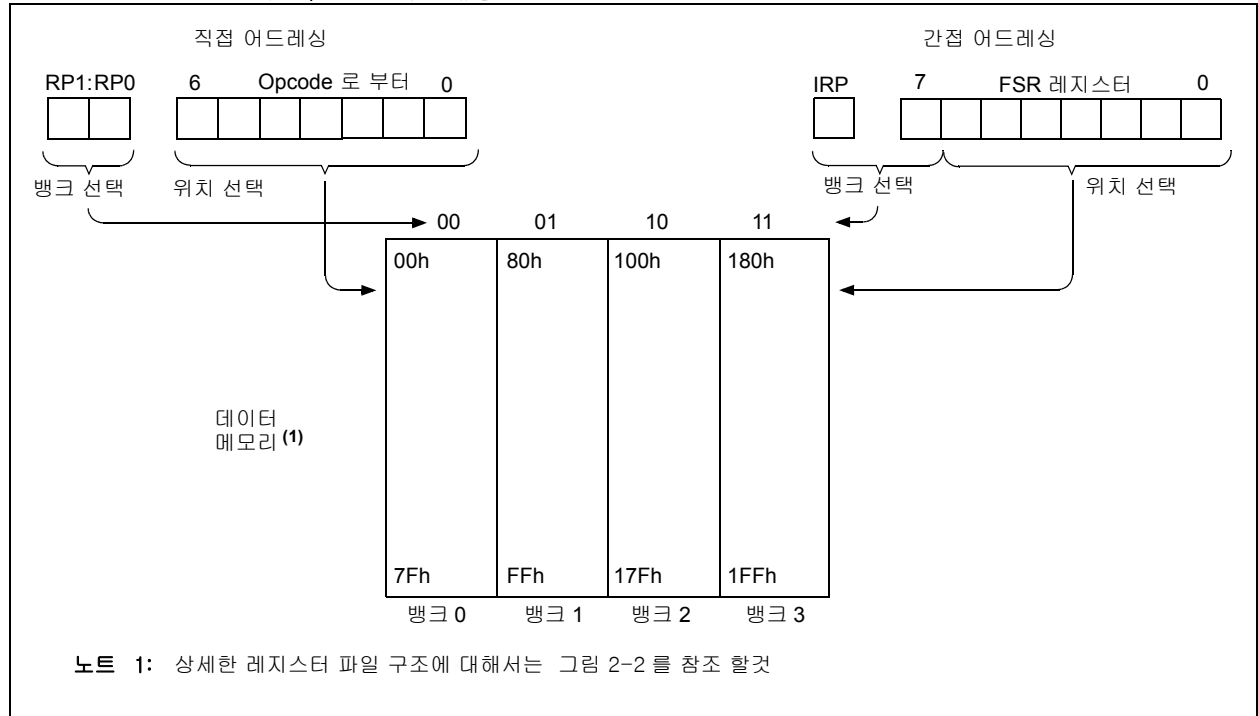 직접 어드레싱
간접 어드레싱
RP1:RP0 6 Opcode 로 부터 0
IRP 7 FSR 레지스터 0
뱅크 선택 위치 선택
뱅크 선택 위치 선택
00 01 10 11
00h 80h 100h 180h
데이터
메모리 (1)
7Fh FFh 17Fh 1FFh
뱅크 0 뱅크 1 뱅크 2 뱅크 3
노트 1: 상세한 레지스터 파일 구조에 대해서는 그림 2-2 를 참조 할것